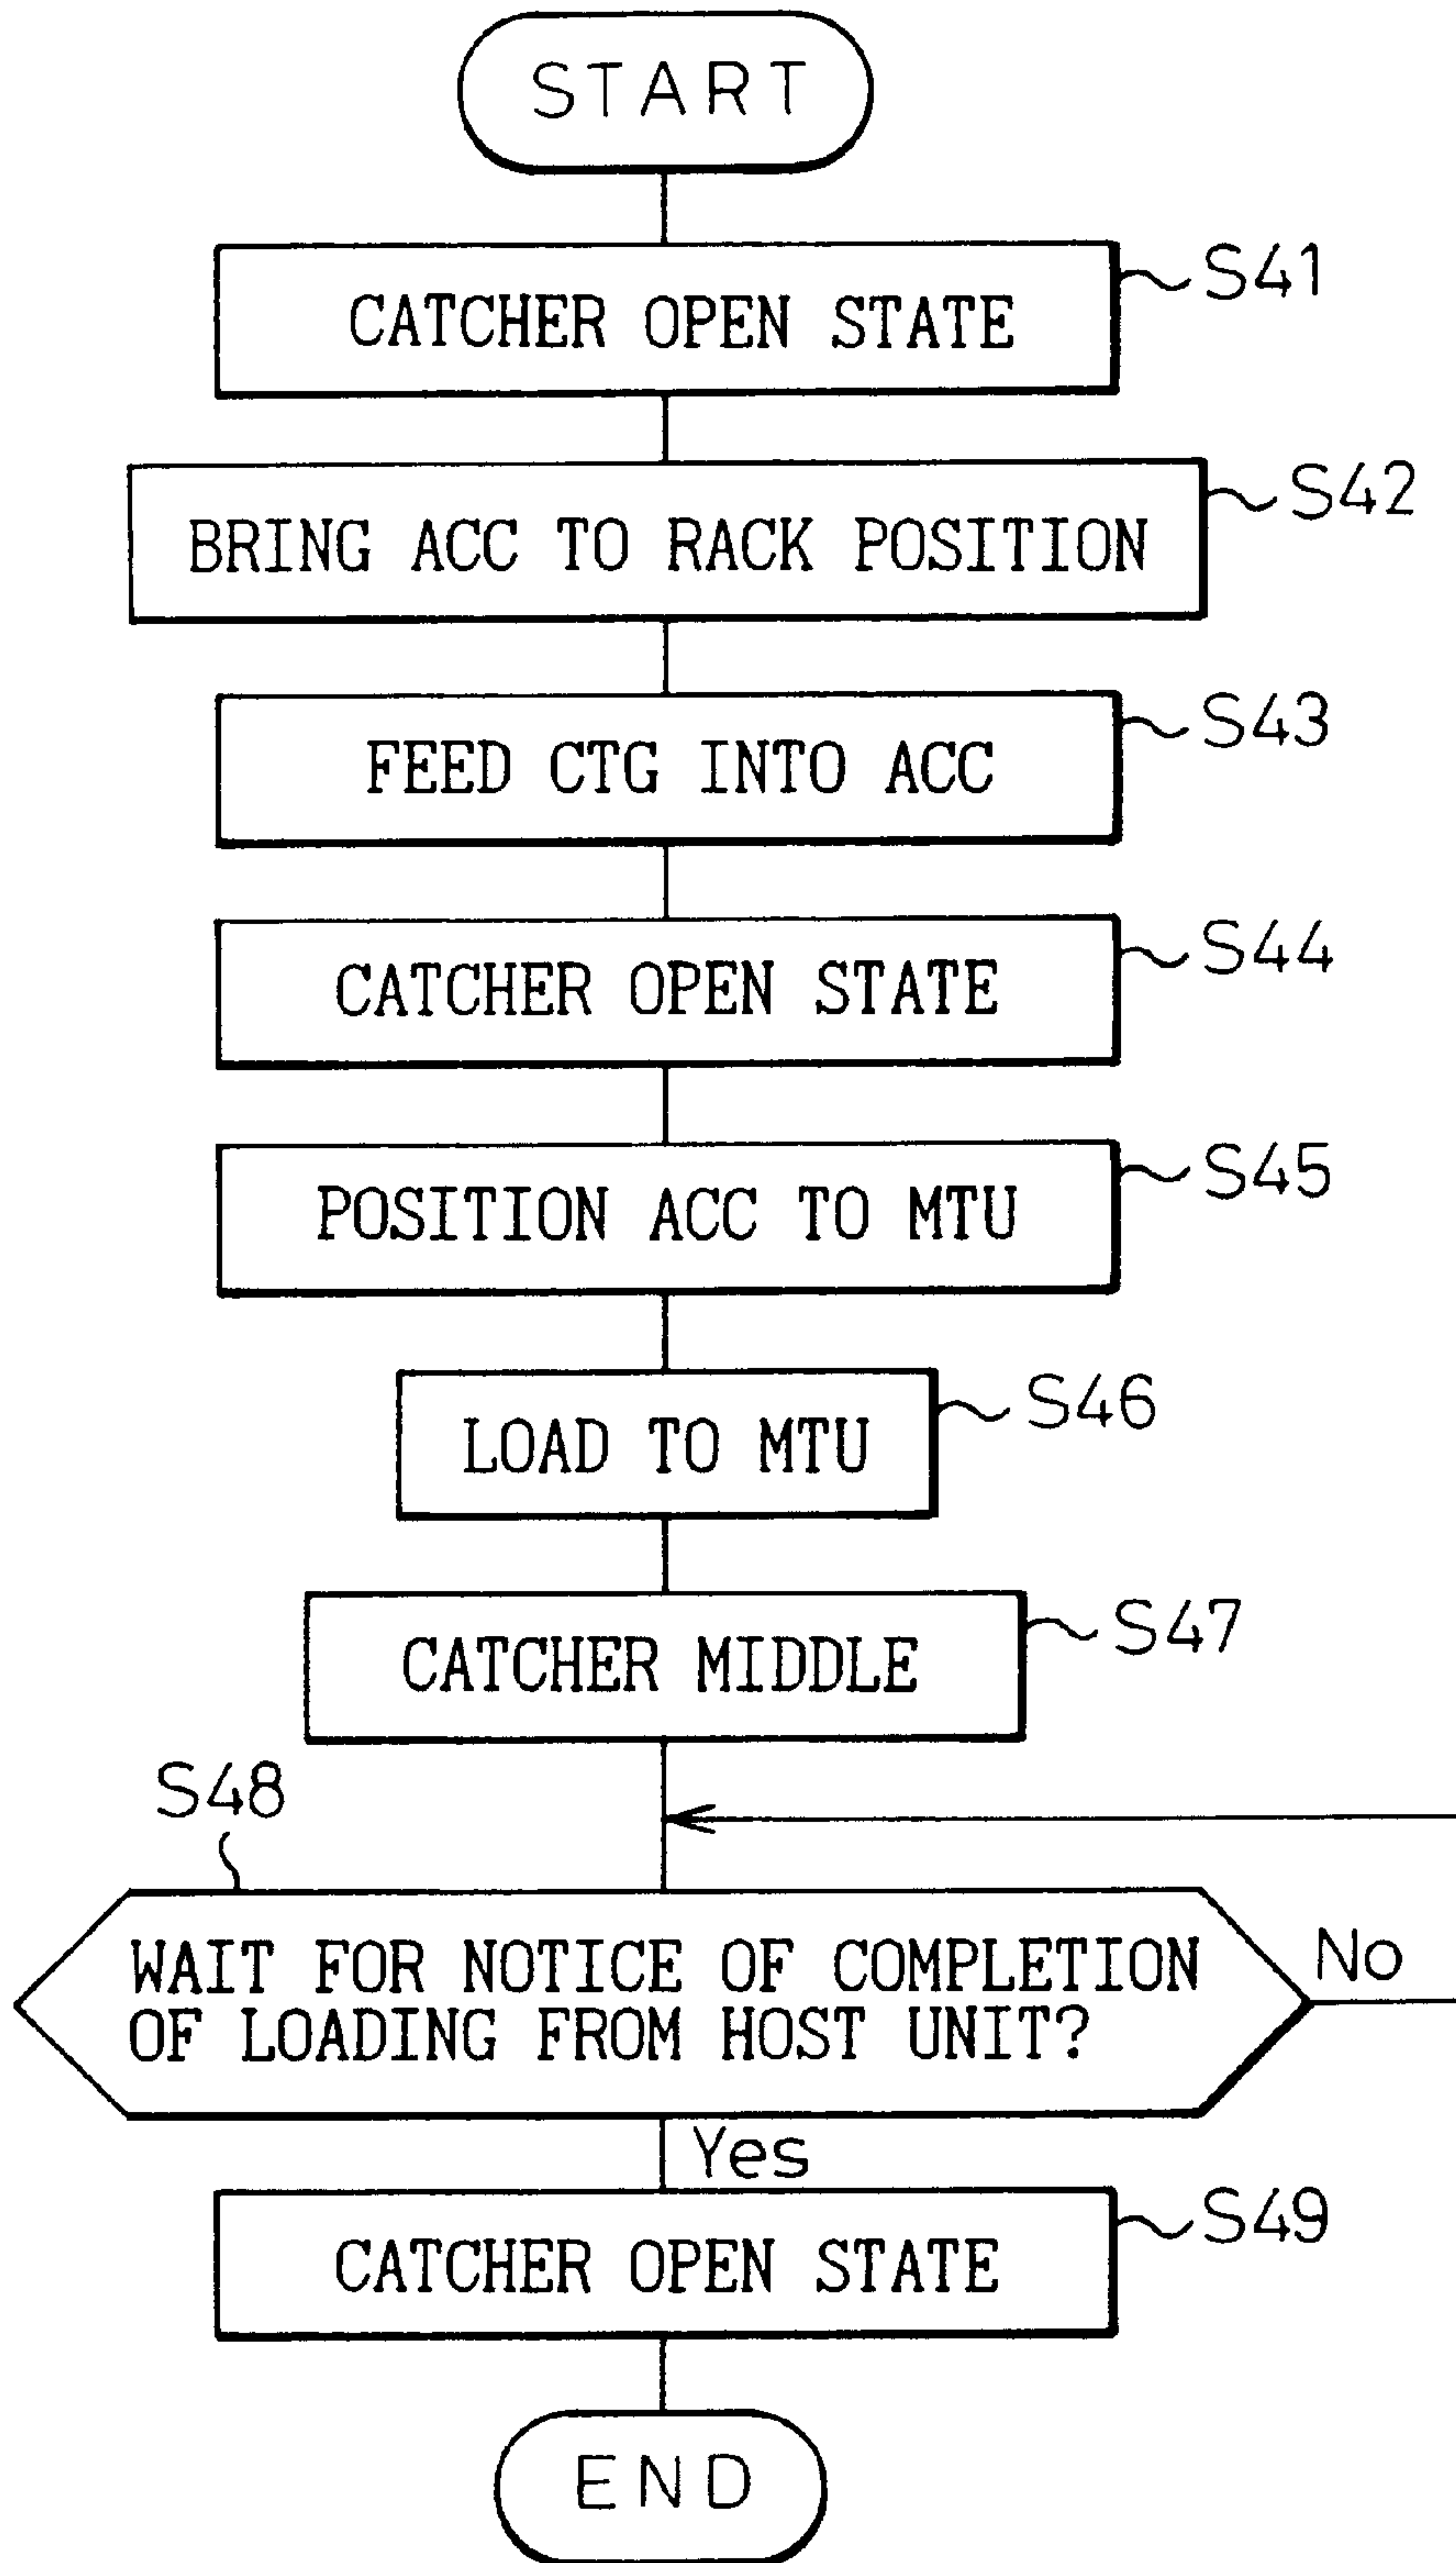 START
CATCHER OPEN STATE
S41
BRING ACC TO RACK POSITION
S42
FEED CTG INTO ACC
S43
CATCHER OPEN STATE
S44
POSITION ACC TO MTU
S45
LOAD TO MTU
S46
CATCHER MIDDLE
S47
S48
WAIT FOR NOTICE OF COMPLETION
OF LOADING FROM HOST UNIT?
No
Yes
CATCHER OPEN STATE
S49
END